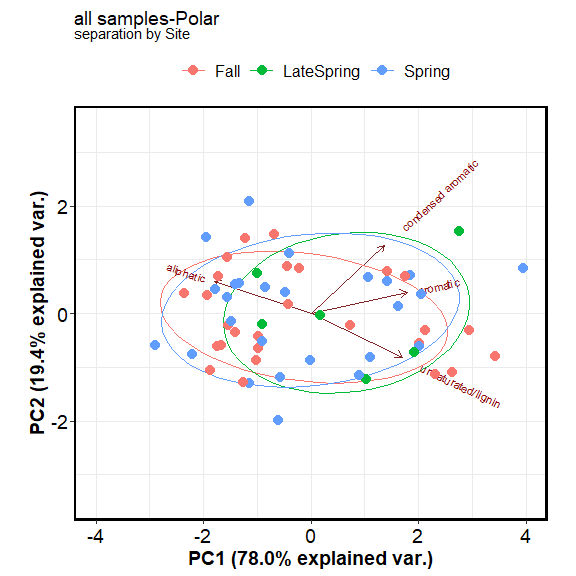 all samples-Polar
separation by Site
Fall LateSpring Spring
condensed aromatic
aliphatic
aromatic
unsaturated/lignin
2
0
-2
-4 -2 0 2 4
PC1 (78.0% explained var.)
PC2 (19.4% explained var.)